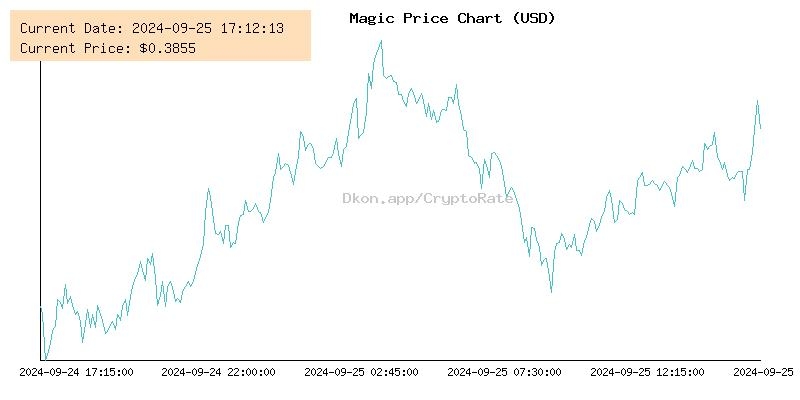 Magic Price Chart (USD)
Current Date: 2024-09-25 17:12:13
Current Price: $0.3855
Dkon.app/CryptoRate
2024-09-24 17:15:00
2024-09-24 22:00:00
2024-09-25 02:45:00
2024-09-25 07:30:00
2024-09-25 12:15:00
2024-09-25